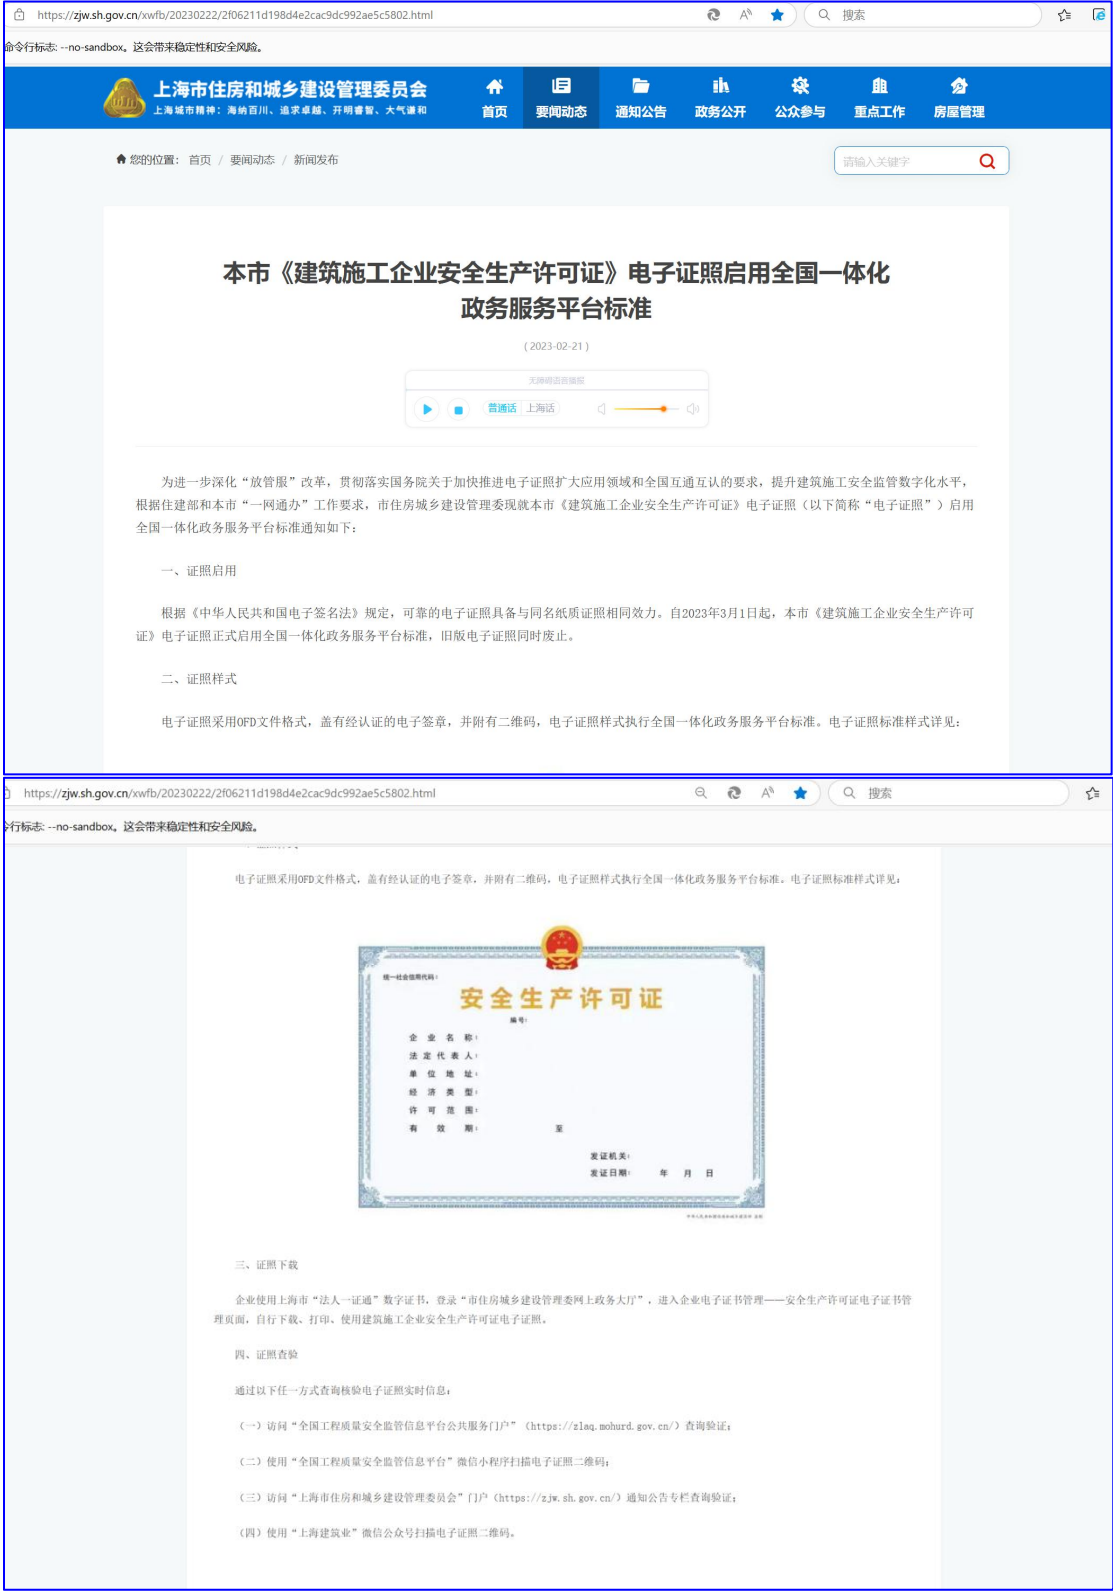 https://zjw.sh.gov.cn/xwfb/20230222/2f06211d198d4e2cac9dc992ae5c5802.html
搜索
命令行标志: --no-sandbox。这会带来稳定性和安全风险。
上海市住房和城乡建设管理委员会
上海城市精神：海纳百川、追求卓越、开明睿智、大气谦和
首页 要闻动态 通知公告 政务公开 公众参与 重点工作 房屋管理
您的位置： 首页 / 要闻动态 / 新闻发布
请输入关键字
本市《建筑施工企业安全生产许可证》电子证照启用全国一体化
政务服务平台标准
（2023-02-21）
无障碍语音播报
普通话 上海话
为进一步深化“放管服”改革，贯彻落实国务院关于加快推进电子证照扩大应用领域和全国互通互认的要求，提升建筑施工安全监管数字化水平，
根据住建部和本市“一网通办”工作要求，市住房城乡建设管理委现就本市《建筑施工企业安全生产许可证》电子证照（以下简称“电子证照”）启用
全国一体化政务服务平台标准通知如下：
一、证照启用
根据《中华人民共和国电子签名法》规定，可靠的电子证照具备与同名纸质证照相同效力。自2023年3月1日起，本市《建筑施工企业安全生产许可
证》电子证照正式启用全国一体化政务服务平台标准，旧版电子证照同时废止。
二、证照样式
电子证照采用OFD文件格式，盖有经认证的电子签章，并附有二维码，电子证照样式执行全国一体化政务服务平台标准。电子证照标准样式详见：
https://zjw.sh.gov.cn/xwfb/20230222/2f06211d198d4e2cac9dc992ae5c5802.html
搜索
行标志: --no-sandbox。这会带来稳定性和安全风险。
电子证照采用OFD文件格式，盖有经认证的电子签章，并附有二维码，电子证照样式执行全国一体化政务服务平台标准。电子证照标准样式详见：
统一社会信用代码：
安全生产许可证
编号：
企业名称：
法定代表人：
单位地址：
经济类型：
许可范围：
有效期： 至
发证机关：
发证日期： 年 月 日
三、证照下载
企业使用上海市“法人一证通”数字证书，登录“市住房城乡建设管理委网上政务大厅”，进入企业电子证书管理——安全生产许可证电子证书管
理页面，自行下载、打印、使用建筑施工企业安全生产许可证电子证照。
四、证照查验
通过以下任一方式查询核验电子证照实时信息：
（一）访问“全国工程质量安全监管信息平台公共服务门户”（https://zlaq.mohurd.gov.cn/）查询验证；
（二）使用“全国工程质量安全监管信息平台”微信小程序扫描电子证照二维码；
（三）访问“上海市住房和城乡建设管理委员会”门户（https://zjw.sh.gov.cn/）通知公告专栏查询验证；
（四）使用“上海建筑业”微信公众号扫描电子证照二维码。